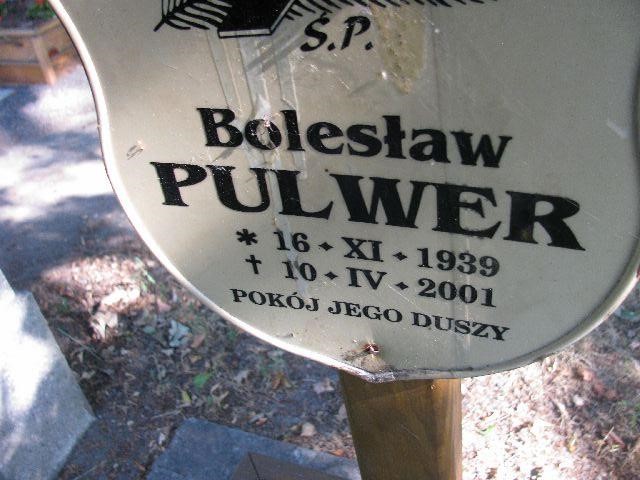 Ś.P.
Bolesław
PULWER
* 16 • XI • 1939
† 10 • IV • 2001
POKÓJ JEGO DUSZY